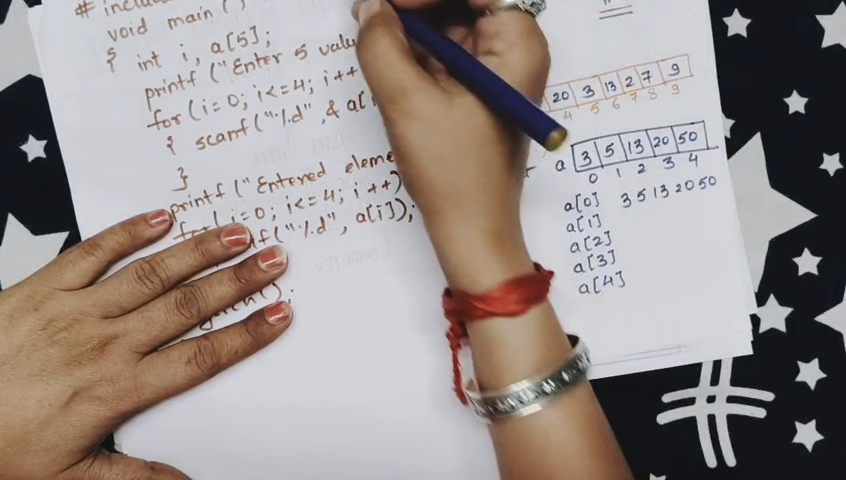 void main()
{ int i, a[5];
printf ("Enter 5 valu
for (i=0; i<=4; i++
{ scanf ("%d", & a[i
}
printf ("Entered eleme
for (i=0; i<=4; i++)
f("%d", a[i]);
();
20 3 13 2 7 9
4 5 6 7 8 9
a 3 5 13 20 50
0 1 2 3 4
a[0] 3 5 13 20 50
a[1]
a[2]
a[3]
a[4]